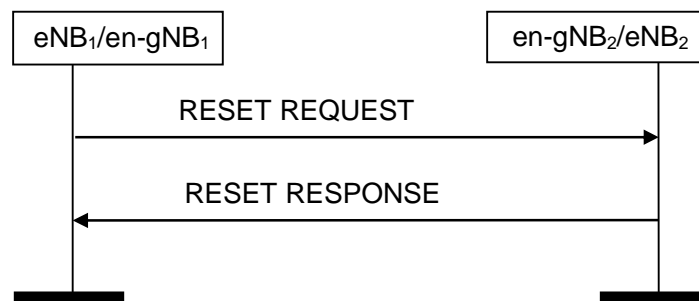 eNB₁/en-gNB₁
en-gNB₂/eNB₂
RESET REQUEST
RESET RESPONSE